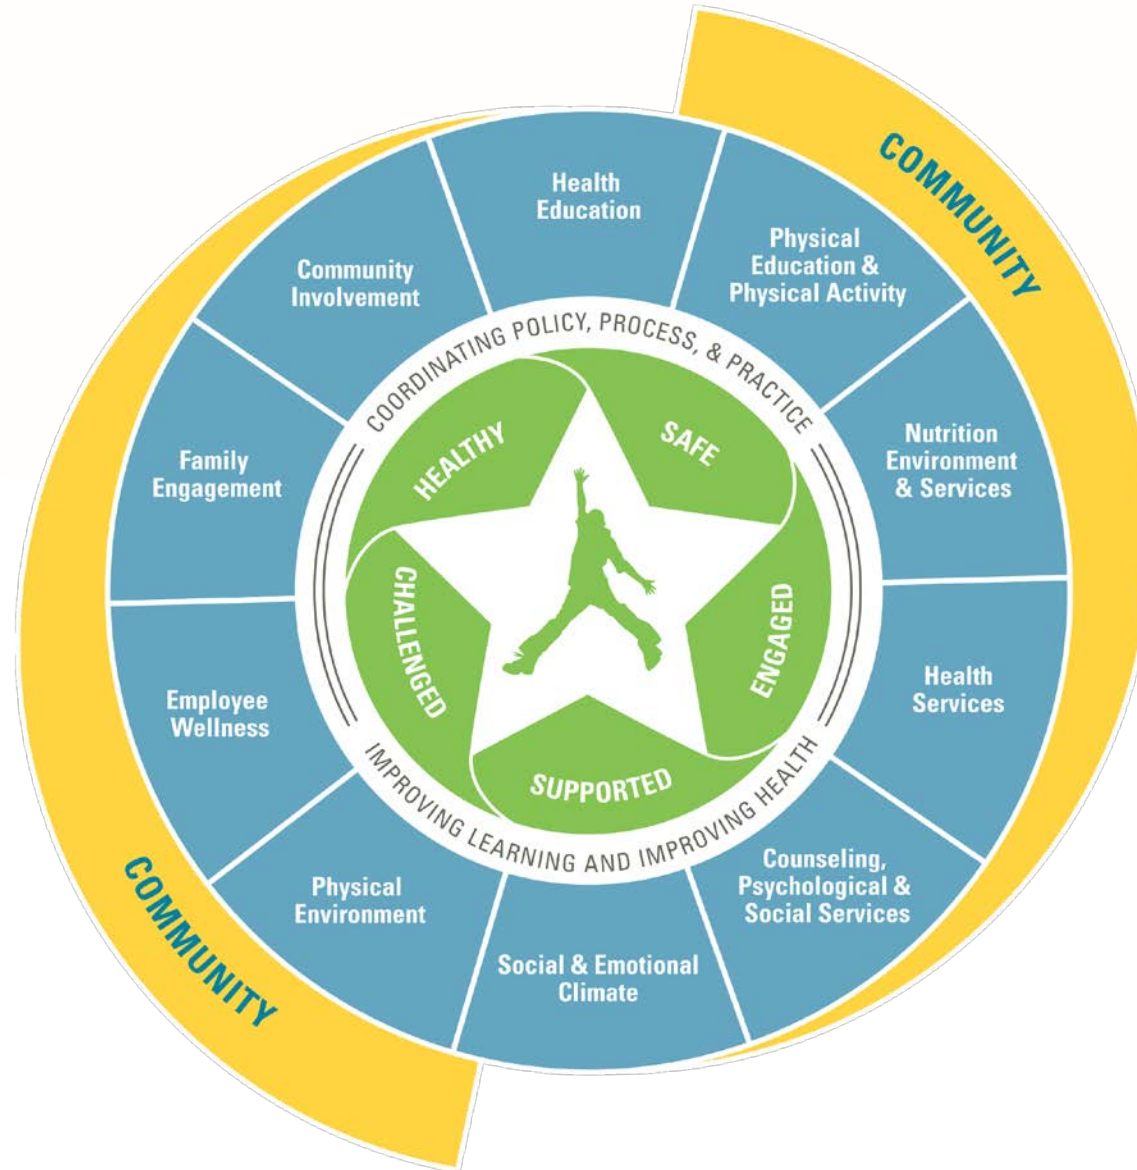 COMMUNITY
Health
Education
Physical
Education &
Physical Activity
Nutrition
Environment
& Services
Health
Services
Counseling,
Psychological &
Social Services
Social & Emotional
Climate
Physical
Environment
Employee
Wellness
Family
Engagement
Community
Involvement
COORDINATING POLICY, PROCESS, & PRACTICE
IMPROVING LEARNING AND IMPROVING HEALTH
HEALTHY
SAFE
ENGAGED
SUPPORTED
CHALLENGED
COMMUNITY